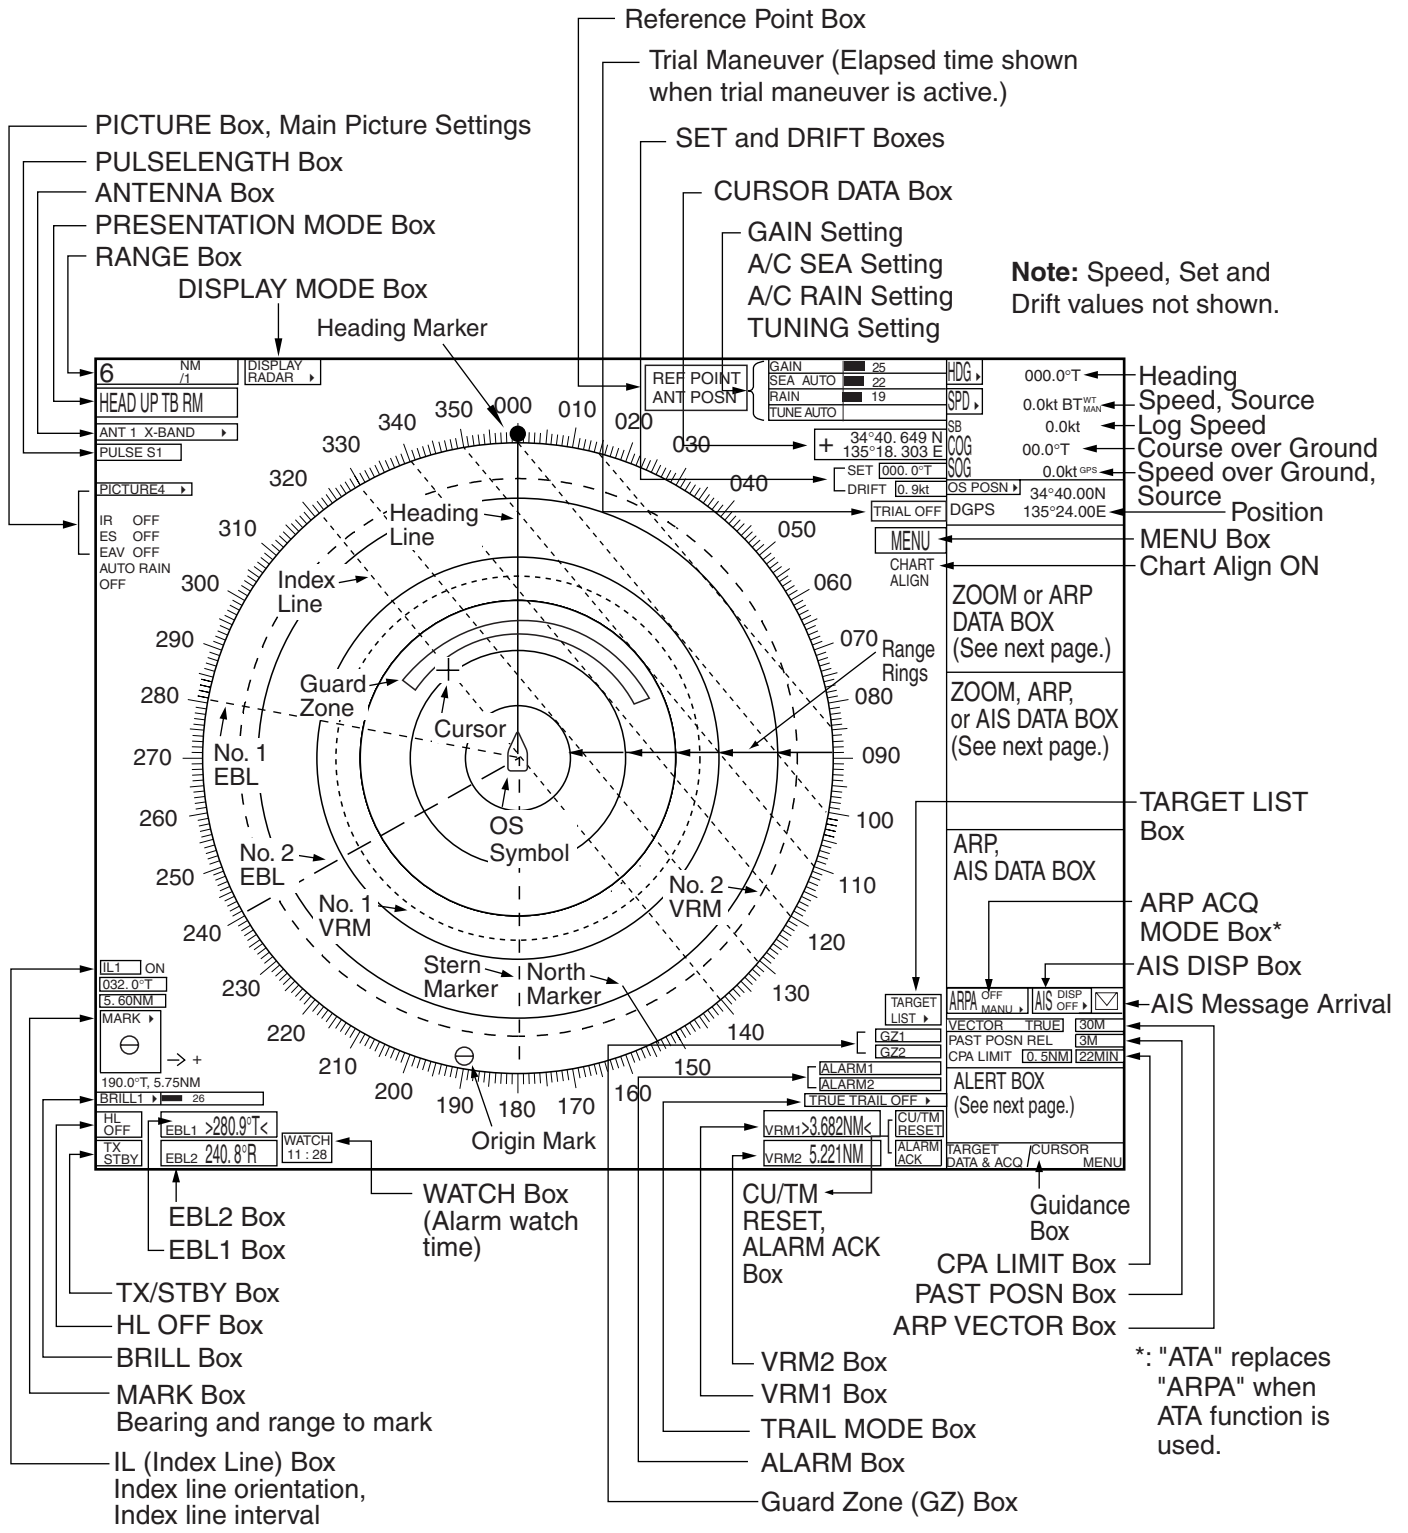 Reference Point Box
Trial Maneuver (Elapsed time shown
when trial maneuver is active.)
PICTURE Box, Main Picture Settings
SET and DRIFT Boxes
PULSELENGTH Box
ANTENNA Box
CURSOR DATA Box
PRESENTATION MODE Box
GAIN Setting
RANGE Box
A/C SEA Setting
A/C RAIN Setting
TUNING Setting
Note: Speed, Set and
Drift values not shown.
DISPLAY MODE Box
Heading Marker
6 NM
/1
DISPLAY
RADAR
HEAD UP TB RM
ANT 1 X-BAND
PULSE S1
PICTURE4
IR OFF
ES OFF
EAV OFF
AUTO RAIN
OFF
REF POINT
ANT POSN
GAIN 25
SEA AUTO 22
RAIN 19
TUNE AUTO
+ 34°40. 649 N
135°18. 303 E
SET 000. 0°T
DRIFT 0. 9kt
TRIAL OFF
MENU
CHART
ALIGN
HDG 000.0°T
SPD 0.0kt BT WT
MAN
SB 0.0kt
COG 00.0°T
SOG 0.0kt GPS
OS POSN 34°40.00N
DGPS 135°24.00E
Heading
Speed, Source
Log Speed
Course over Ground
Speed over Ground,
Source
Position
MENU Box
Chart Align ON
ZOOM or ARP
DATA BOX
(See next page.)
ZOOM, ARP,
or AIS DATA BOX
(See next page.)
ARP,
AIS DATA BOX
000
010
020
030
040
050
060
070
080
090
100
110
120
130
140
150
160
170
180
190
200
210
220
230
240
250
260
270
280
290
300
310
320
330
340
350
Heading
Line
Index
Line
Guard
Zone
Cursor
Range
Rings
No. 1
EBL
OS
Symbol
No. 2
EBL
No. 1
VRM
No. 2
VRM
Stern
Marker
North
Marker
Origin Mark
TARGET LIST
Box
ARP ACQ
MODE Box*
AIS DISP Box
AIS Message Arrival
IL1 ON
032. 0°T
5. 60NM
MARK
+
190.0°T, 5.75NM
BRILL1 26
HL
OFF
EBL1 >280.9°T<
TX
STBY
EBL2 240. 8°R
WATCH
11 : 28
TARGET
LIST
GZ1
GZ2
ALARM1
ALARM2
TRUE TRAIL OFF
VRM1 >3.682NM<
VRM2 5.221NM
CU/TM
RESET
ALARM
ACK
ARPA OFF
MANU
AIS DISP
OFF
VECTOR TRUE 30M
PAST POSN REL 3M
CPA LIMIT 0. 5NM 22MIN
ALERT BOX
(See next page.)
TARGET
DATA & ACQ
/CURSOR
MENU
EBL2 Box
EBL1 Box
WATCH Box
(Alarm watch
time)
CU/TM
RESET,
ALARM ACK
Box
Guidance
Box
CPA LIMIT Box
PAST POSN Box
ARP VECTOR Box
TX/STBY Box
HL OFF Box
BRILL Box
MARK Box
Bearing and range to mark
IL (Index Line) Box
Index line orientation,
Index line interval
VRM2 Box
VRM1 Box
TRAIL MODE Box
ALARM Box
Guard Zone (GZ) Box
*: "ATA" replaces
"ARPA" when
ATA function is
used.